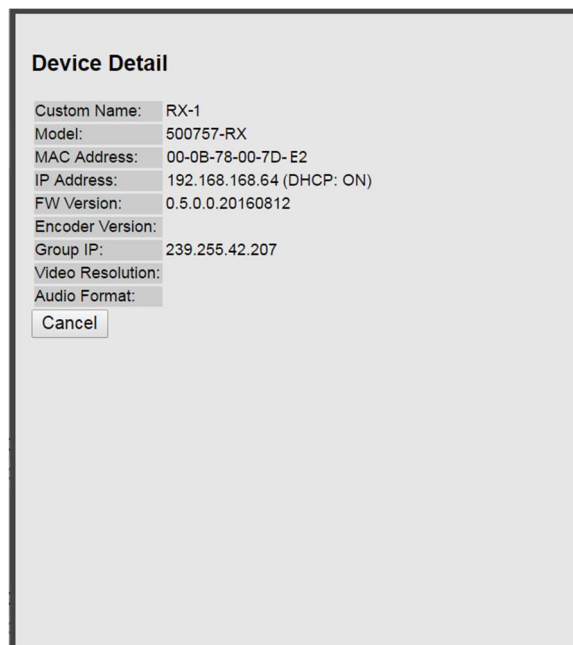 Device Detail
Custom Name: RX-1
Model: 500757-RX
MAC Address: 00-0B-78-00-7D-E2
IP Address: 192.168.168.64 (DHCP: ON)
FW Version: 0.5.0.0.20160812
Encoder Version:
Group IP: 239.255.42.207
Video Resolution:
Audio Format:
Cancel